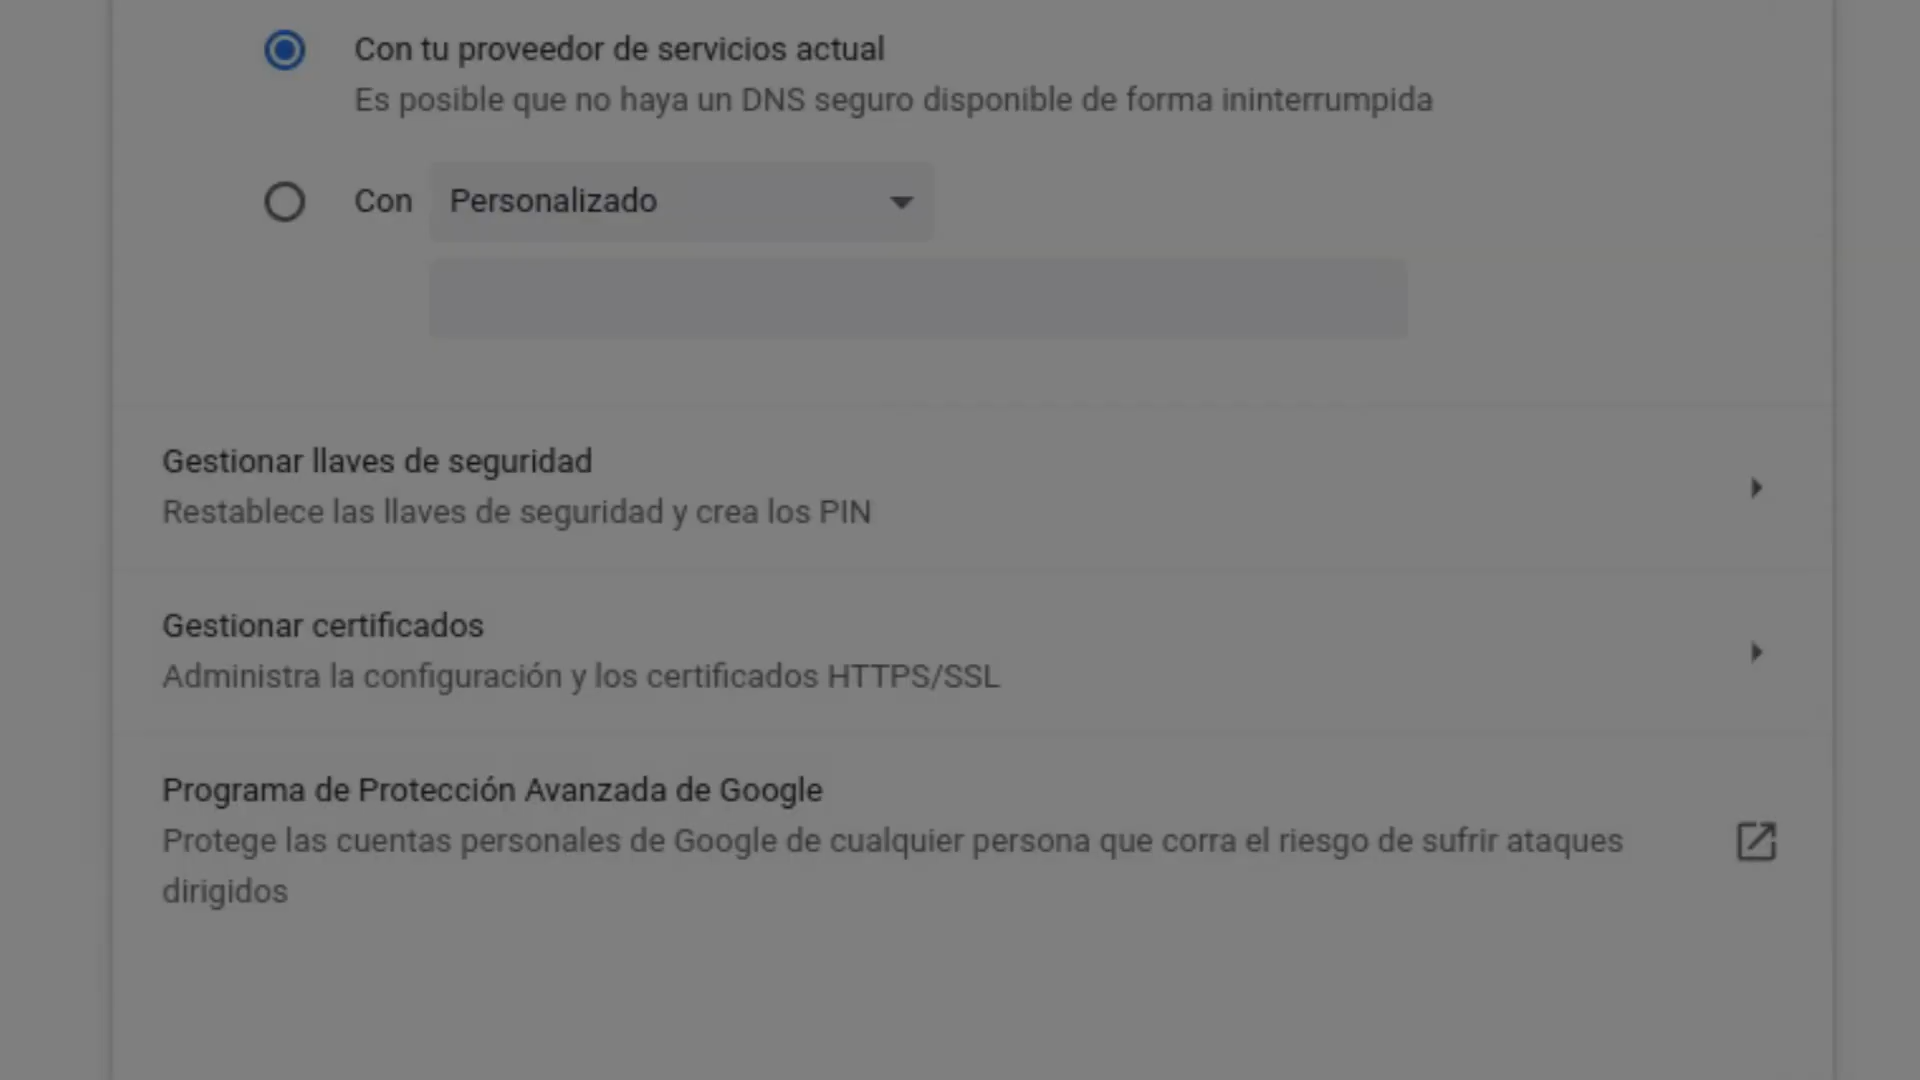 Con tu proveedor de servicios actual
Es posible que no haya un DNS seguro disponible de forma ininterrumpida
Con Personalizado
Gestionar llaves de seguridad
Restablece las llaves de seguridad y crea los PIN
Gestionar certificados
Administra la configuración y los certificados HTTPS/SSL
Programa de Protección Avanzada de Google
Protege las cuentas personales de Google de cualquier persona que corra el riesgo de sufrir ataques
dirigidos